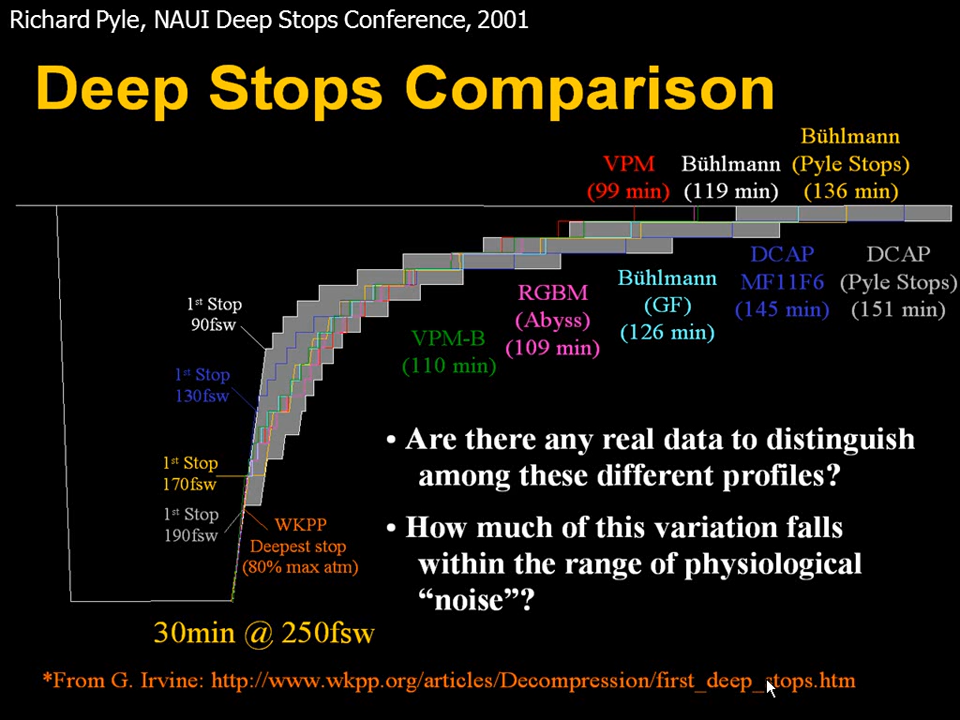 Richard Pyle, NAUI Deep Stops Conference, 2001
Deep Stops Comparison
VPM
(99 min)
Bühlmann
(119 min)
Bühlmann
(Pyle Stops)
(136 min)
1st Stop
90fsw
1st Stop
130fsw
1st Stop
170fsw
1st Stop
190fsw
WKPP
Deepest stop
(80% max atm)
VPM-B
(110 min)
RGBM
(Abyss)
(109 min)
Bühlmann
(GF)
(126 min)
DCAP
MF11F6
(145 min)
DCAP
(Pyle Stops)
(151 min)
• Are there any real data to distinguish
among these different profiles?
• How much of this variation falls
within the range of physiological
“noise”?
30min @ 250fsw
*From G. Irvine: http://www.wkpp.org/articles/Decompression/first_deep_stops.htm